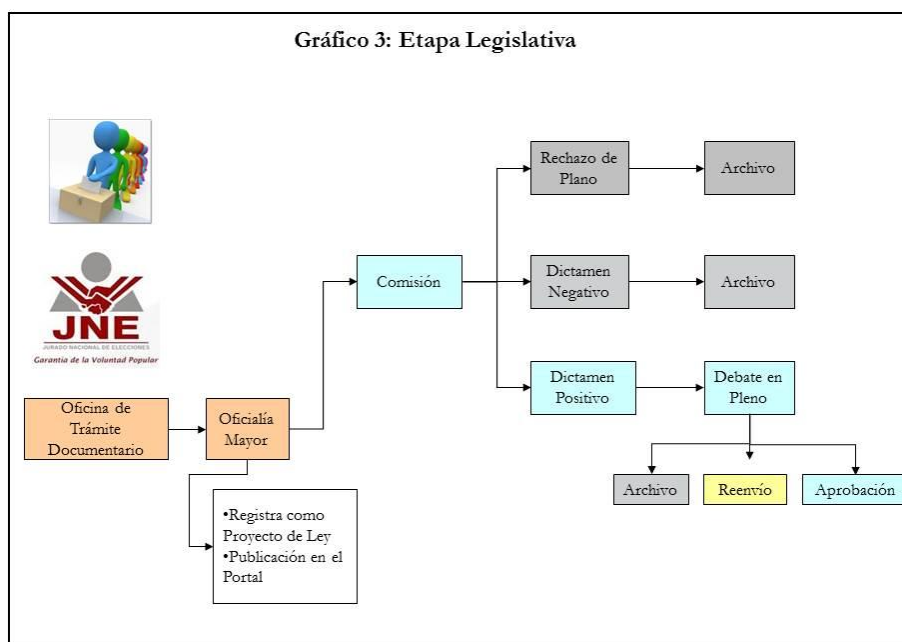 Gráfico 3: Etapa Legislativa
Rechazo de
Plano
Archivo
Comisión
Dictamen
Negativo
Archivo
JNE
JURADO NACIONAL DE ELECCIONES
Garantía de la Voluntad Popular
Dictamen
Positivo
Debate en
Pleno
Oficina de
Trámite
Documentario
Oficialía
Mayor
Archivo
Reenvío
Aprobación
•Registra como
Proyecto de Ley
•Publicación en el
Portal